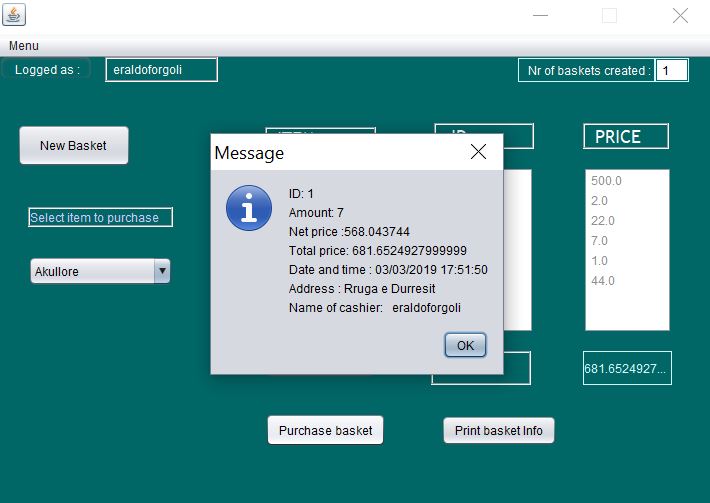 Menu
Logged as :
eraldoforgoli
Nr of baskets created :
1
New Basket
PRICE
Message
500.0
2.0
22.0
7.0
1.0
44.0
ID: 1
Amount: 7
Net price :568.043744
Total price: 681.6524927999999
Date and time : 03/03/2019 17:51:50
Address : Rruga e Durresit
Name of cashier:   eraldoforgoli
OK
Select item to purchase
Akullore
681.6524927...
Purchase basket
Print basket Info